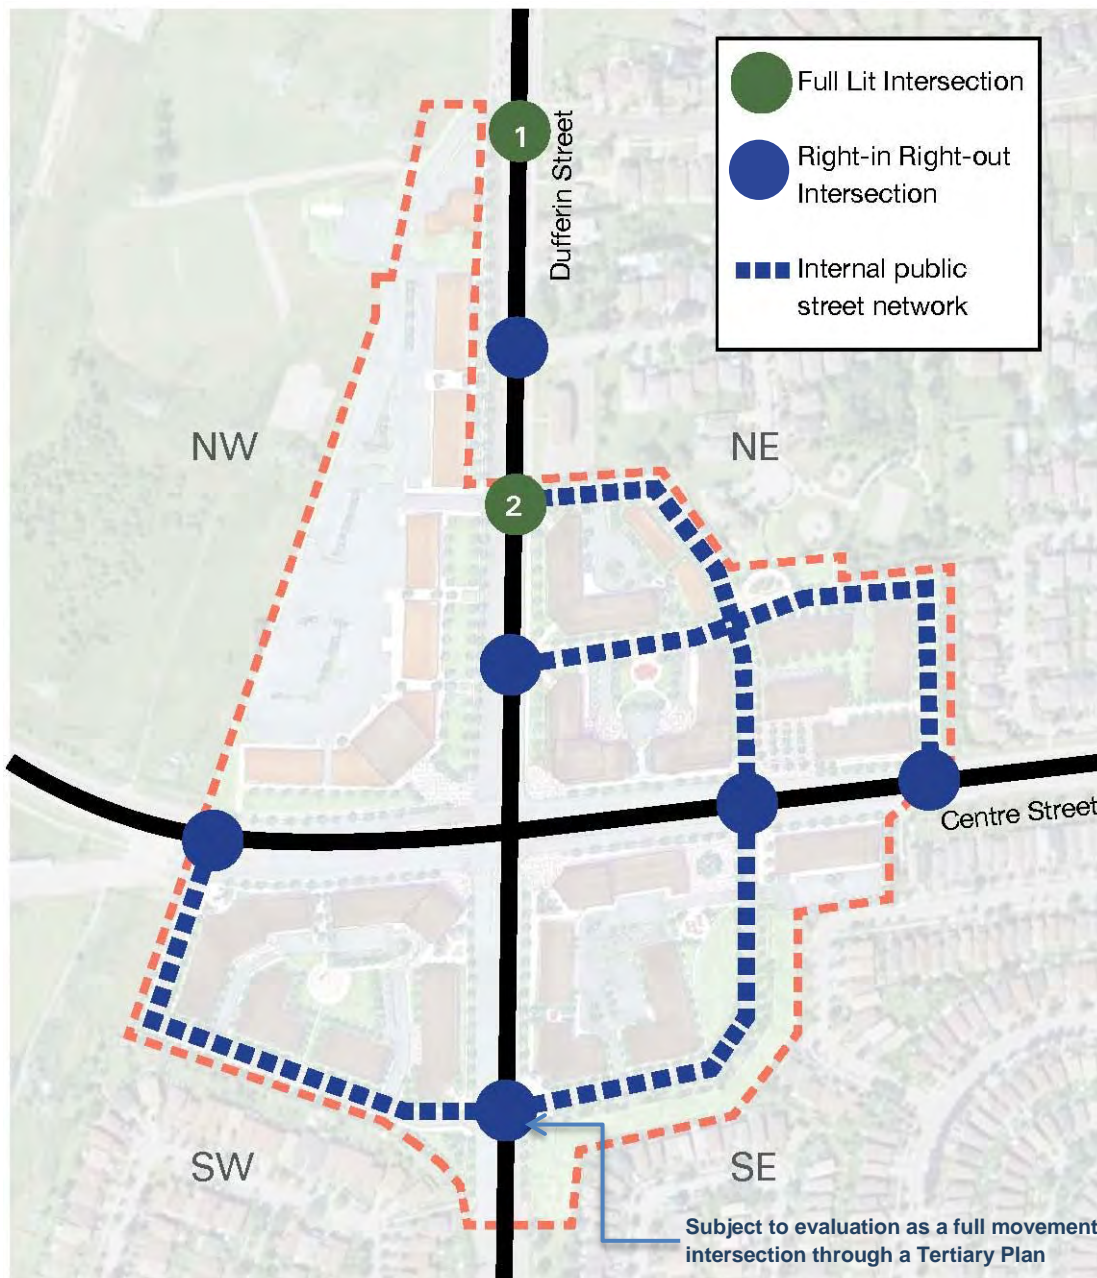 Full Lit Intersection
Right-in Right-out
Intersection
Internal public
street network
1
Dufferin Street
NW
NE
2
Centre Street
SW
SE
Subject to evaluation as a full movement
intersection through a Tertiary Plan